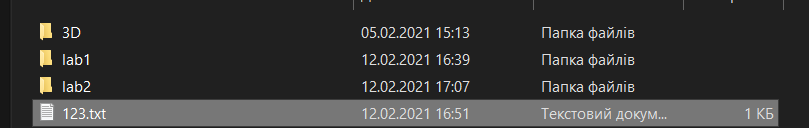 3D 05.02.2021 15:13 Папка файлів
lab1 12.02.2021 16:39 Папка файлів
lab2 12.02.2021 17:07 Папка файлів
123.txt 12.02.2021 16:51 Текстовий докум... 1 КБ